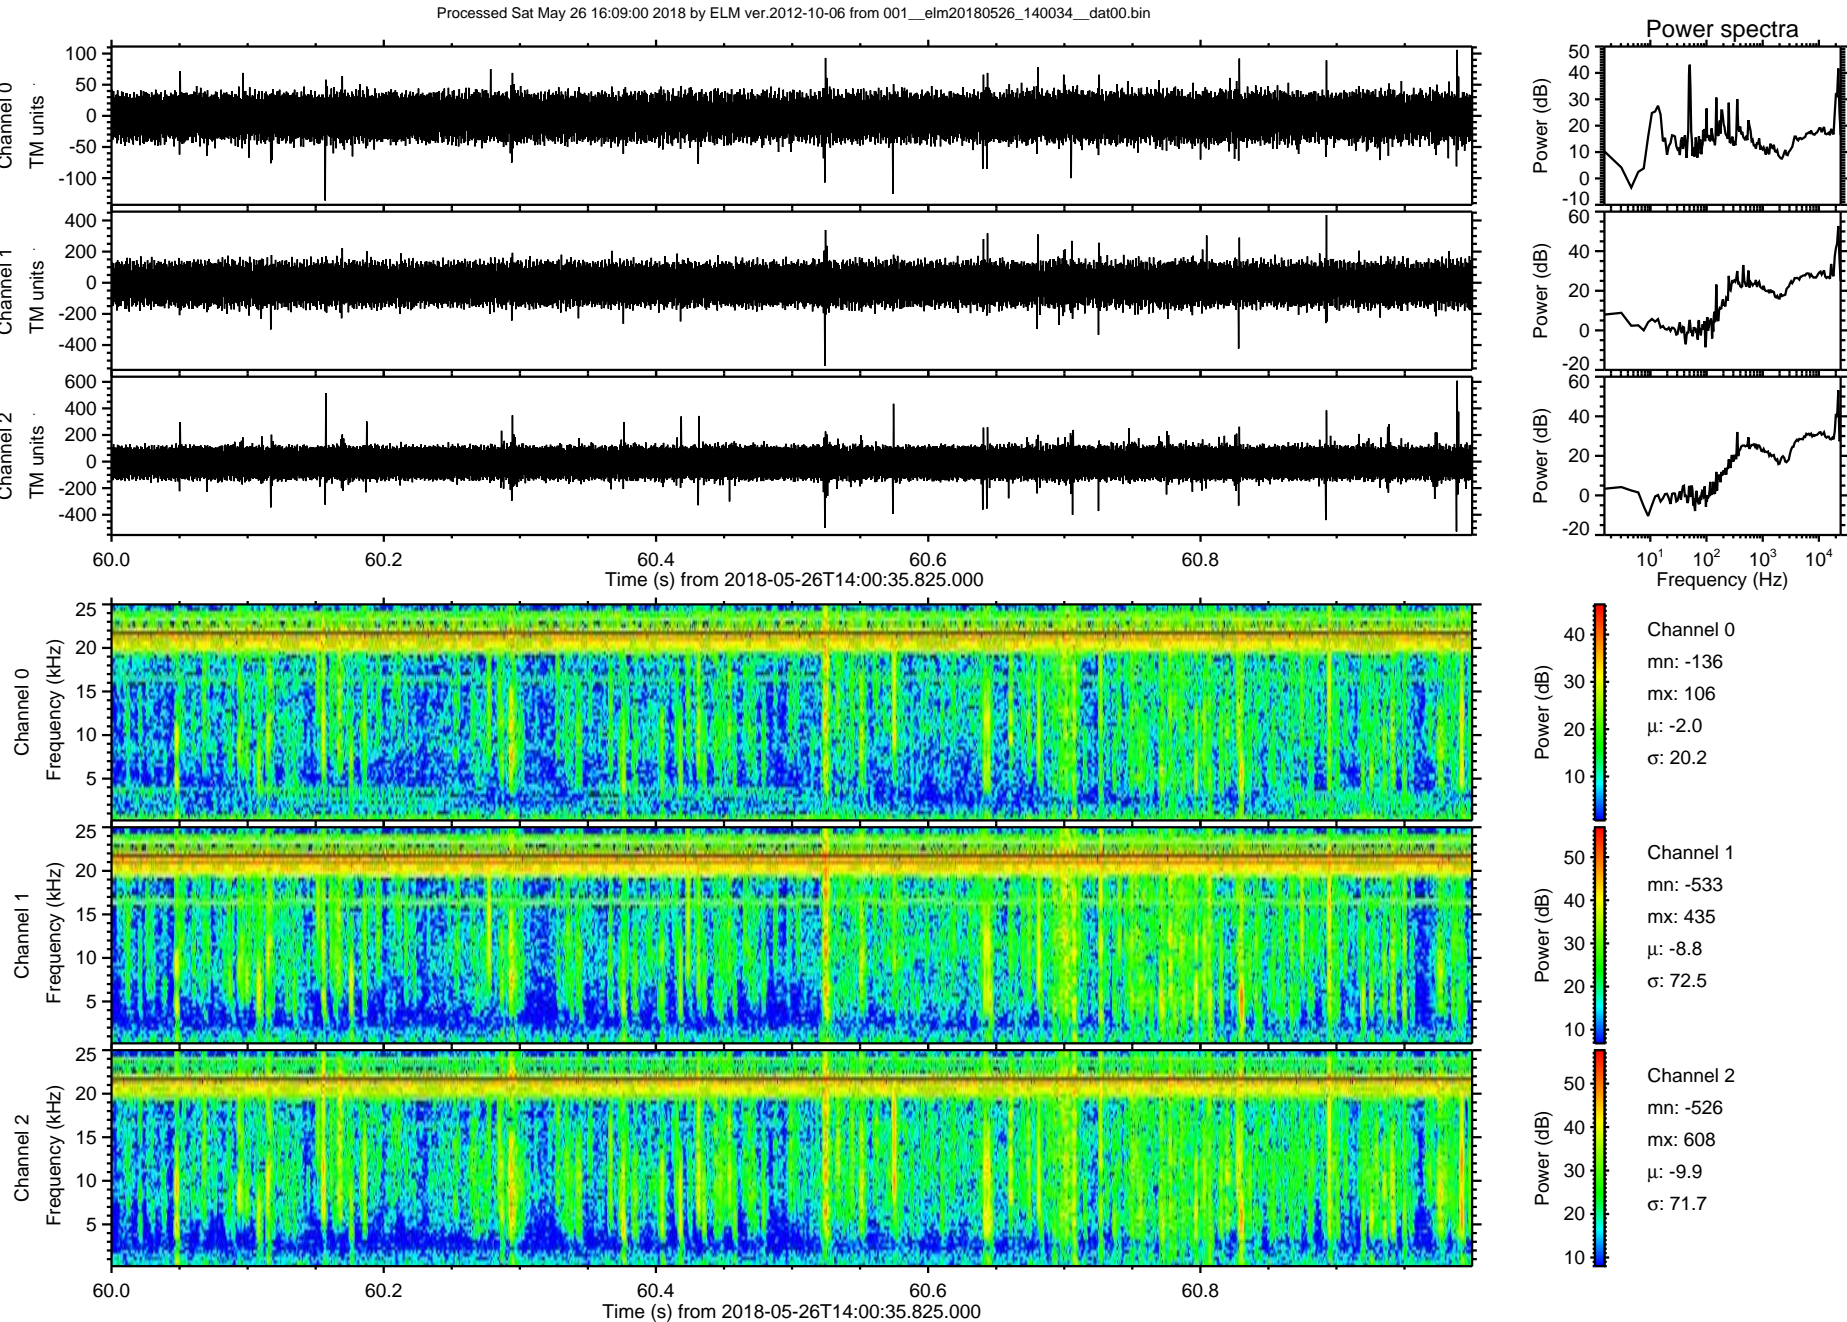 Processed Sat May 26 16:09:00 2018 by ELM ver.2012-10-06 from 001__elm20180526_140034__dat00.bin
Power spectra
Channel 0
TM units
100
50
0
-50
-100
Power (dB)
50
40
30
20
10
0
-10
Channel 1
TM units
400
200
0
-200
-400
Power (dB)
60
40
20
0
-20
Channel 2
TM units
600
400
200
0
-200
-400
Power (dB)
60
40
20
0
-20
60.0 60.2 60.4 60.6 60.8
Time (s) from 2018-05-26T14:00:35.825.000
10^1 10^2 10^3 10^4
Frequency (Hz)
Channel 0
Frequency (kHz)
25
20
15
10
5
Power (dB)
40
30
20
10
Channel 0
mn: -136
mx: 106
μ: -2.0
σ: 20.2
Channel 1
Frequency (kHz)
25
20
15
10
5
Power (dB)
50
40
30
20
10
Channel 1
mn: -533
mx: 435
μ: -8.8
σ: 72.5
Channel 2
Frequency (kHz)
25
20
15
10
5
Power (dB)
50
40
30
20
10
Channel 2
mn: -526
mx: 608
μ: -9.9
σ: 71.7
60.0 60.2 60.4 60.6 60.8
Time (s) from 2018-05-26T14:00:35.825.000